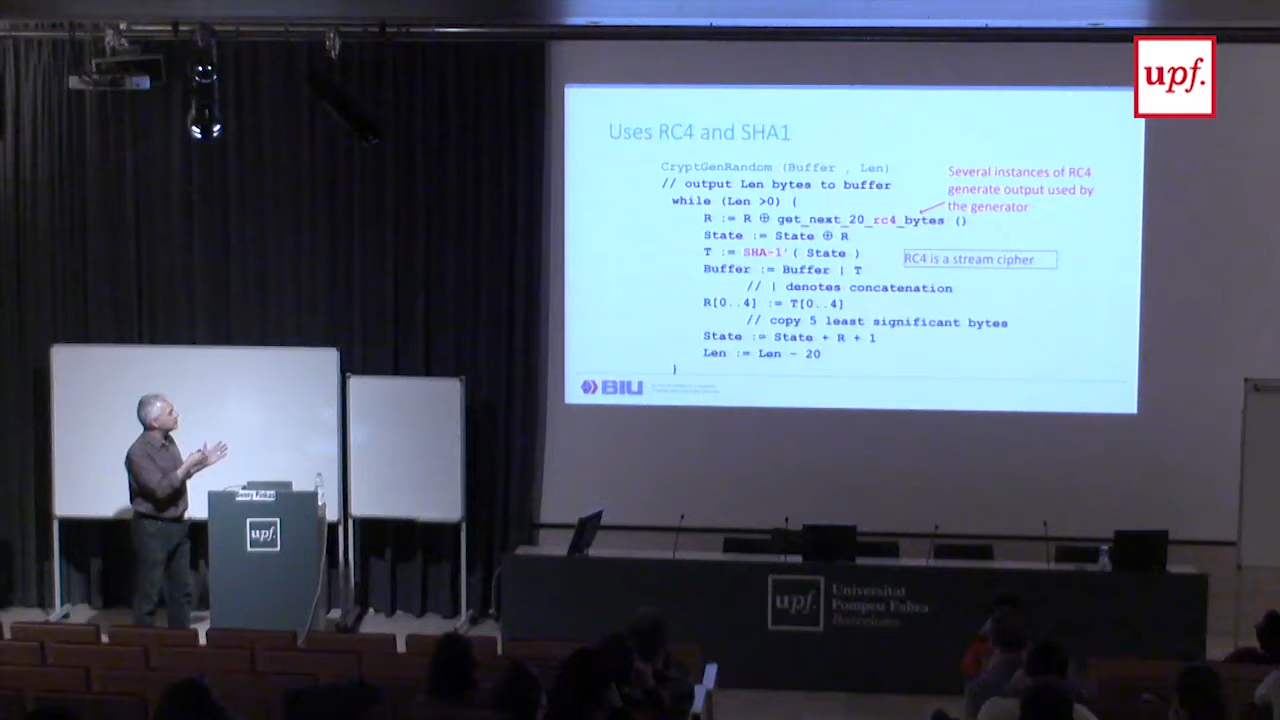 upf.
Uses RC4 and SHA1
CryptGenRandom (Buffer , Len)
// output Len bytes to buffer
while (Len >0) {
R := R ⊕ get_next_20_rc4_bytes ()
State := State ⊕ R
T := SHA-1'( State )
Buffer := Buffer | T
// | denotes concatenation
R[0..4] := T[0..4]
// copy 5 least significant bytes
State := State + R + 1
Len := Len - 20
}
Several instances of RC4
generate output used by
the generator
RC4 is a stream cipher
BIU
Benny Pinkas
upf.
upf.
Universitat
Pompeu Fabra
Barcelona